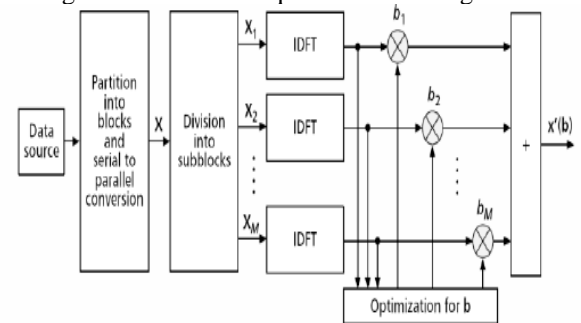 Data
source
Partition
into
blocks
and
serial to
parallel
conversion
X
Division
into
subblocks
X1
IDFT
b1
X2
IDFT
b2
XM
IDFT
bM
+
x'(b)
Optimization for b